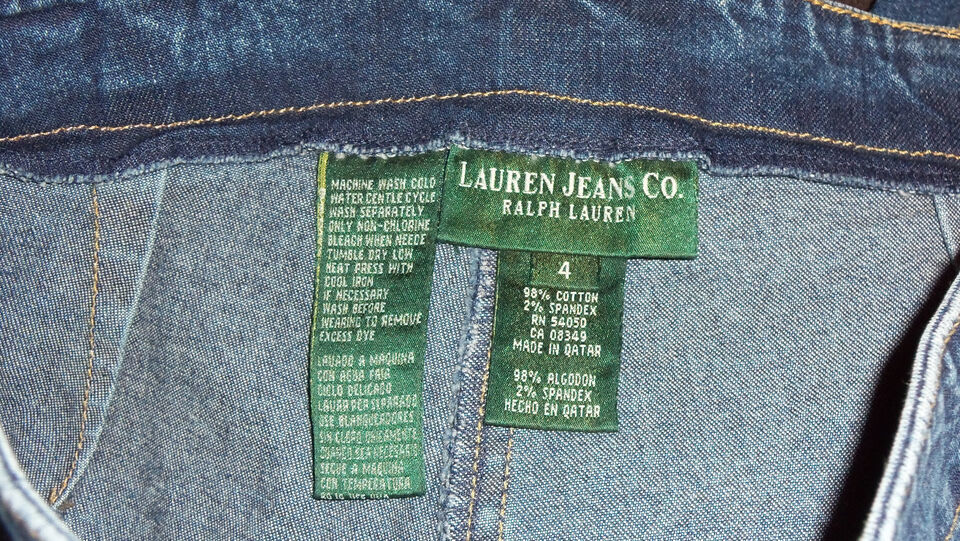 MACHINE WASH COLD
WATER GENTLE CYCLE
WASH SEPARATELY
ONLY NON-CHLORINE
BLEACH WHEN NEEDE
TUMBLE DRY LOW
HEAT PRESS WITH
COOL IRON
IF NECESSARY
WASH BEFORE
WEARING TO REMOVE
EXCESS DYE
LAVADO A MAQUINA
CON AGUA FRIA
CICLO DELICADO
LAVAR POR SEPARADO
USE BLANQUEADORES
SIN CLORO UNICAMENTE
CUANDO SEA NECESARIO
SEQUE A MAQUINA
CON TEMPERATURA
LAUREN JEANS CO.
RALPH LAUREN
4
98% COTTON
2% SPANDEX
RN 54050
CA 08349
MADE IN QATAR
98% ALGODON
2% SPANDEX
HECHO EN QATAR